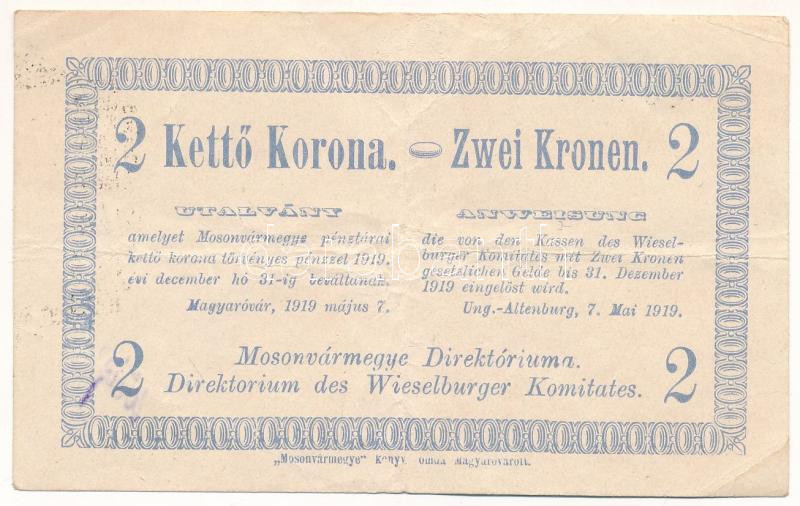 2 Kettő Korona. — Zwei Kronen. 2
UTALVÁNY
amelyet Mosonvármegye pénztárai
kettő korona törvényes pénzzel 1919.
évi december hó 31-ig beváltanak.
Magyaróvár, 1919 május 7.
ANWEISUNG
die von den Kassen des Wiesel-
burger Komitates mit Zwei Kronen
gesetzlichen Gelde bis 31. Dezember
1919 eingelöst wird.
Ung.-Altenburg, 7. Mai 1919.
2 Mosonvármegye Direktóriuma. 2
Direktorium des Wieselburger Komitates.
„Mosonvármegye" Magyaróvárott.